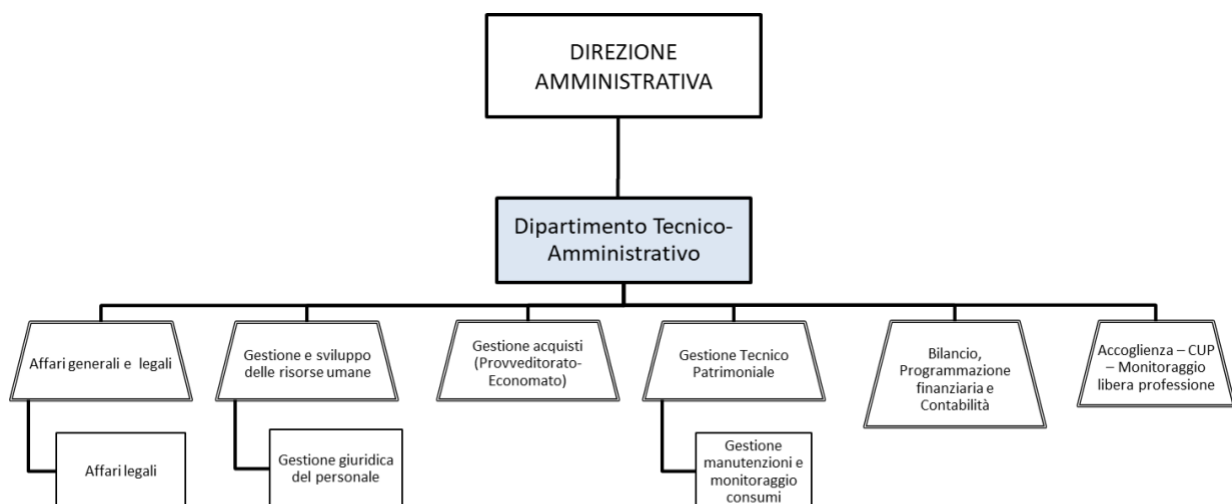 DIREZIONE
AMMINISTRATIVA
Dipartimento Tecnico-
Amministrativo
Affari generali e legali
Gestione e sviluppo
delle risorse umane
Gestione acquisti
(Provveditorato-
Economato)
Gestione Tecnico
Patrimoniale
Bilancio,
Programmazione
finanziaria e
Contabilità
Accoglienza – CUP
– Monitoraggio
libera professione
Affari legali
Gestione giuridica
del personale
Gestione
manutenzioni e
monitoraggio
consumi